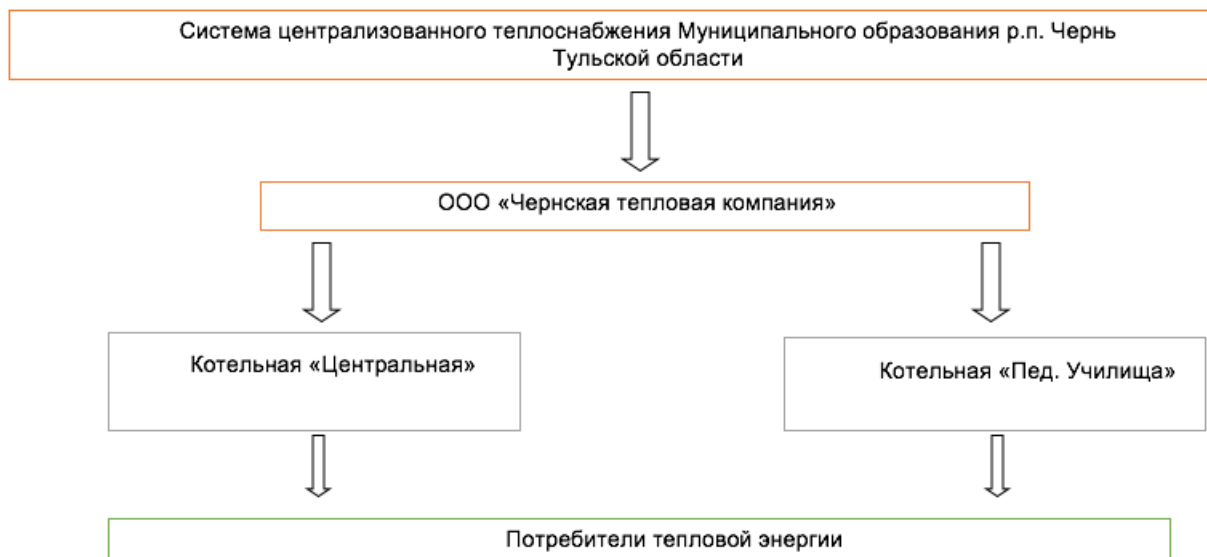 Система централизованного теплоснабжения Муниципального образования р.п. Чернь
Тульской области
ООО «Чернская тепловая компания»
Котельная «Центральная»
Котельная «Пед. Училища»
Потребители тепловой энергии